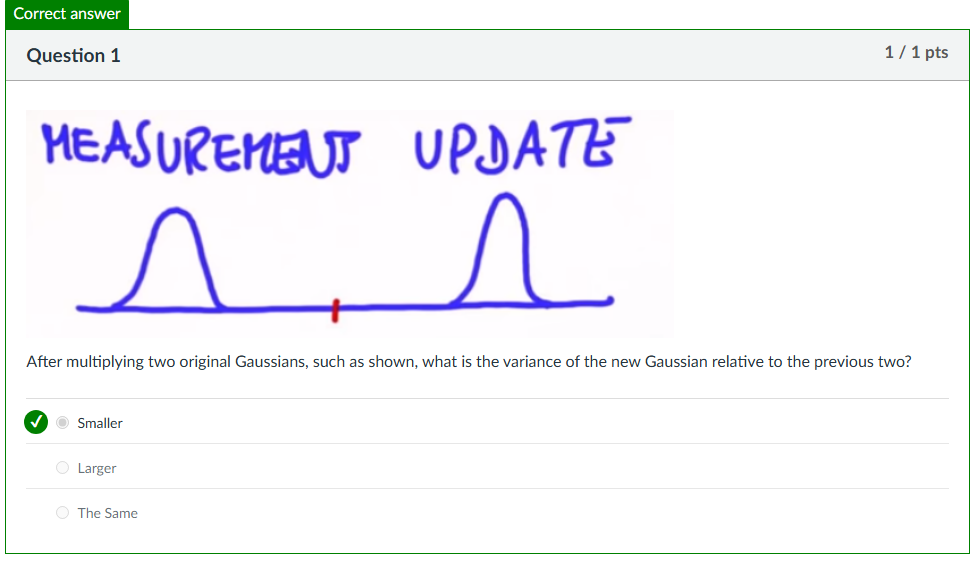 Correct answer
Question 1
1 / 1 pts
MEASUREMENT UPDATE
After multiplying two original Gaussians, such as shown, what is the variance of the new Gaussian relative to the previous two?
Smaller
Larger
The Same